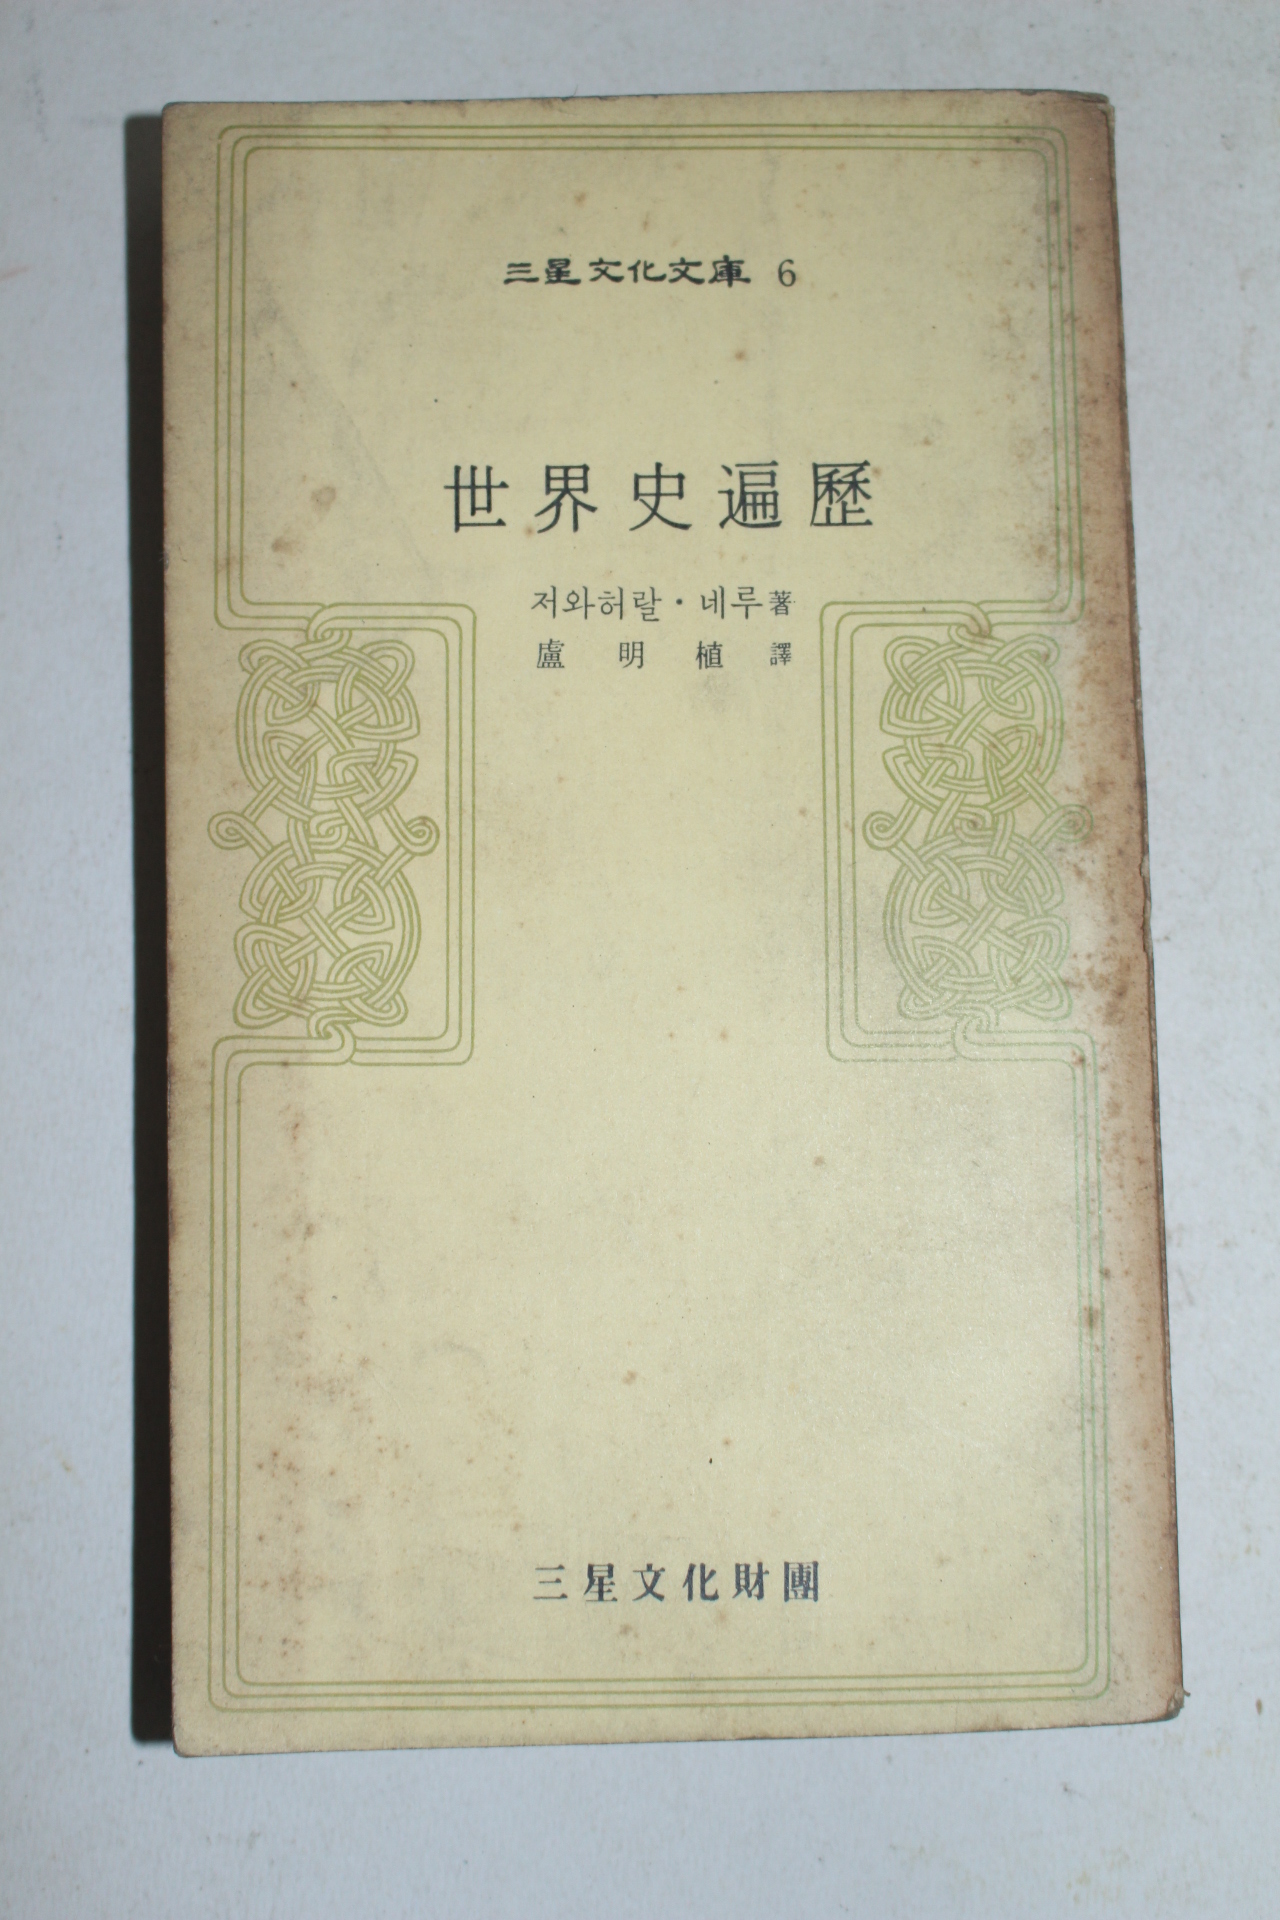 三星文化文庫 6
世界史遍歷
저와허랄・네루 著
盧明植 譯
三星文化財團